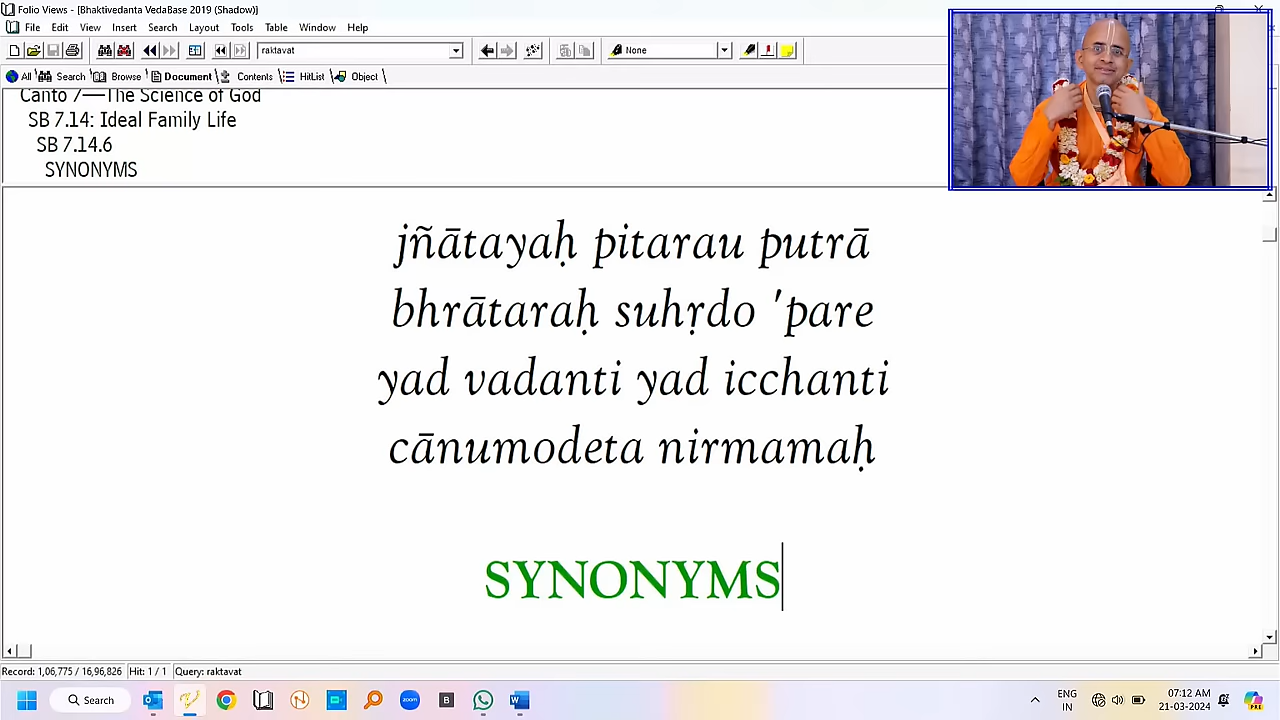 Folio Views - [Bhaktivedanta VedaBase 2019 (Shadow)]
File Edit View Insert Search Layout Tools Table Window Help
raktavat
None
All Search Browse Document Contents HitList Object
Canto 7—The Science of God
SB 7.14: Ideal Family Life
SB 7.14.6
SYNONYMS
jñātayaḥ pitarau putrā
bhrātaraḥ suhṛdo 'pare
yad vadanti yad icchanti
cānumodeta nirmamaḥ
SYNONYMS
Record: 1,06,775 / 16,96,826 Hit: 1 / 1 Query: raktavat
Search
zoom
B
W
ENG
IN
07:12 AM
21-03-2024
PRE